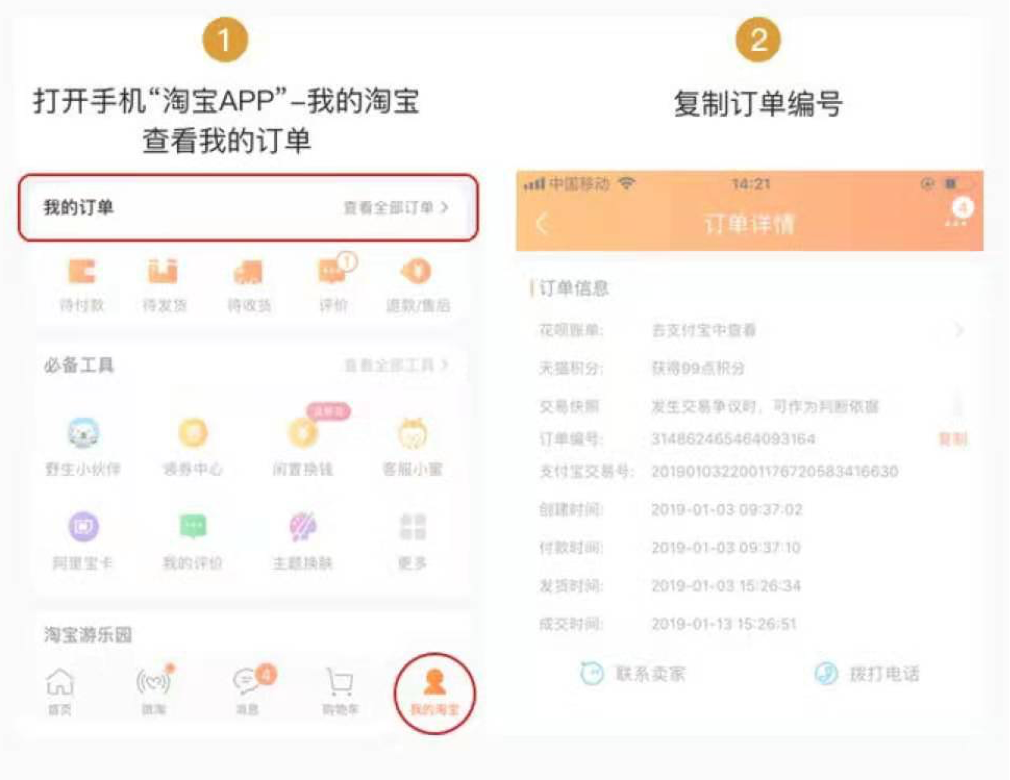 1
打开手机“淘宝APP”-我的淘宝
查看我的订单
我的订单 查看全部订单 >
1
待付款 待发货 待收货 评价 退款/售后
必备工具 查看全部工具 >
野生小伙伴 领券中心 闲置换钱 客服小蜜
阿里宝卡 我的评价 主题换肤 更多
淘宝游乐园
4
首页 微淘 消息 购物车 我的淘宝
2
复制订单编号
中国移动 14:21
4
订单详情
订单信息
花呗账单: 去支付宝中查看
天猫积分: 获得99点积分
交易快照 发生交易争议时，可作为判断依据
订单编号: 314862465464093164 复制
支付宝交易号: 2019010322001176720583416630
创建时间: 2019-01-03 09:37:02
付款时间: 2019-01-03 09:37:10
发货时间: 2019-01-03 15:26:34
成交时间: 2019-01-13 15:26:51
联系卖家 拨打电话